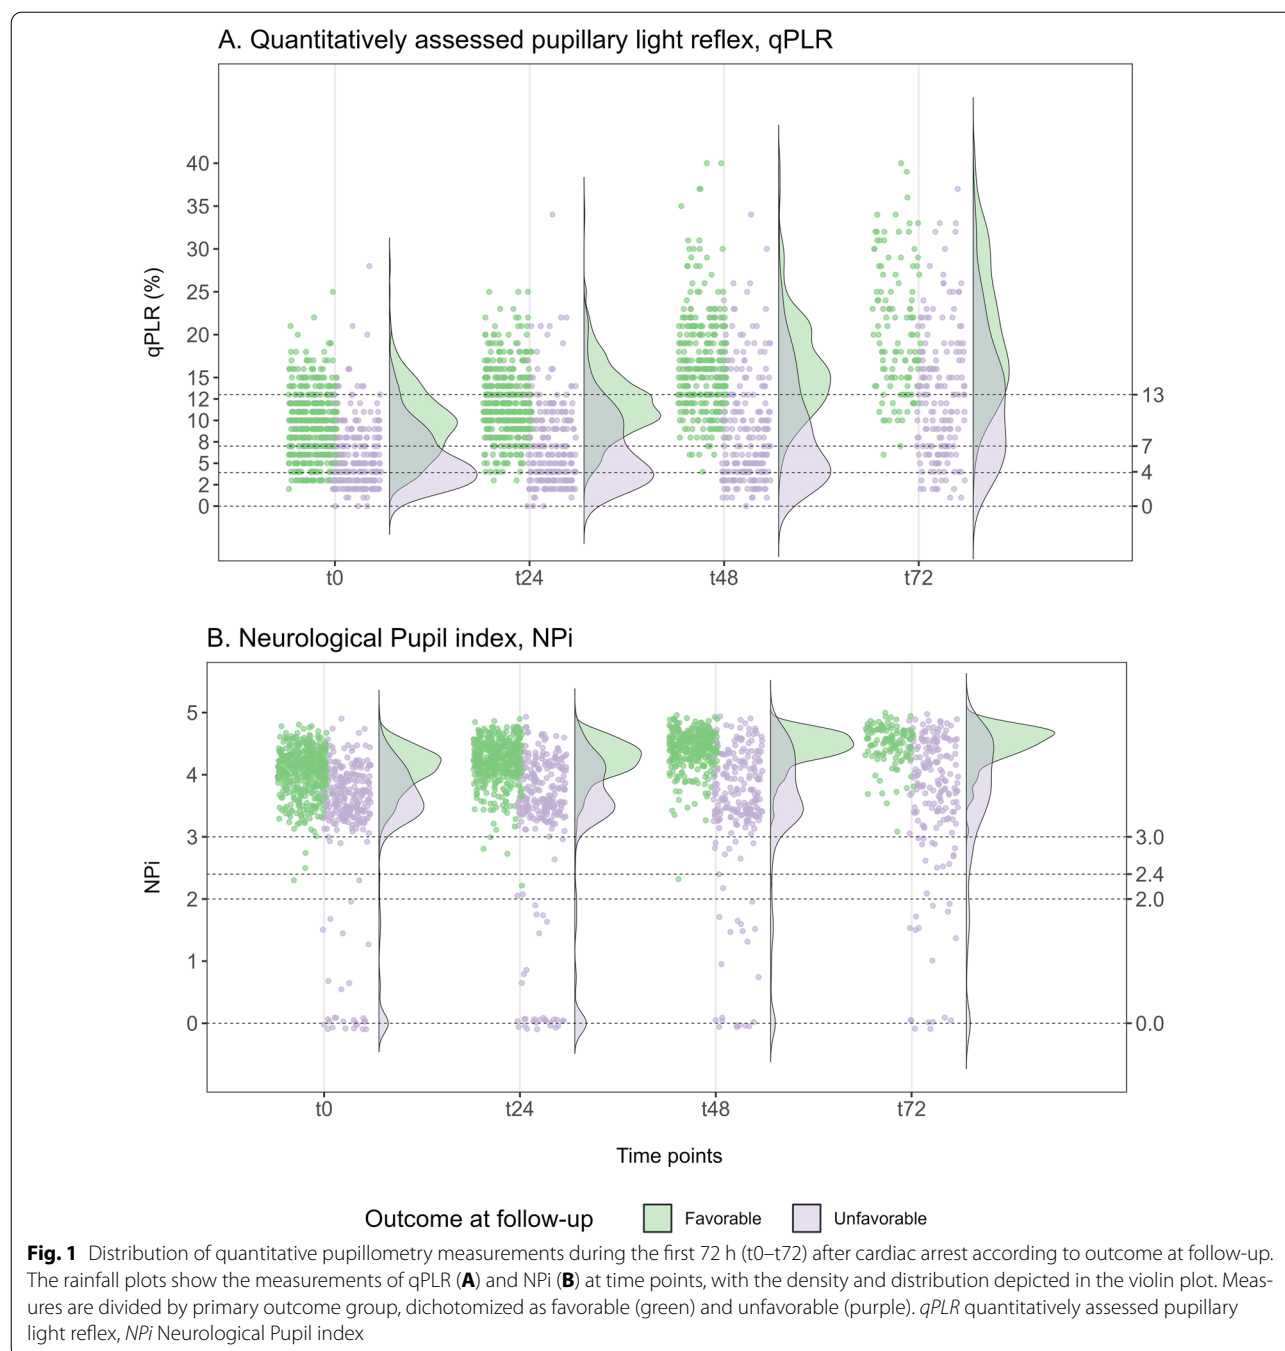 A. Quantitatively assessed pupillary light reflex, qPLR
40
35
30
25
20
15
12
10
8
5
2
0
qPLR (%)
13
7
4
0
t0 t24 t48 t72
B. Neurological Pupil index, NPi
5
4
3
2
1
0
NPi
3.0
2.4
2.0
0.0
t0 t24 t48 t72
Time points
Outcome at follow-up Favorable Unfavorable
Fig. 1 Distribution of quantitative pupillometry measurements during the first 72 h (t0–t72) after cardiac arrest according to outcome at follow-up.
The rainfall plots show the measurements of qPLR (A) and NPi (B) at time points, with the density and distribution depicted in the violin plot. Meas-
ures are divided by primary outcome group, dichotomized as favorable (green) and unfavorable (purple). qPLR quantitatively assessed pupillary
light reflex, NPi Neurological Pupil index